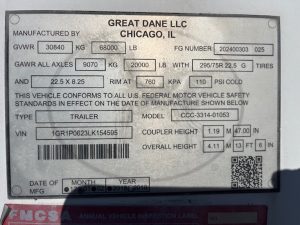 GREAT DANE LLC
MANUFACTURED BY CHICAGO, IL
GVWR 30840 KG 68000 LB FG NUMBER 202400303 025
GAWR ALL AXLES 9070 KG 20000 LB WITH 295/75R 22.5 G TIRES
AND 22.5 X 8.25 RIM AT 760 KPA 110 PSI COLD
THIS VEHICLE CONFORMS TO ALL U.S. FEDERAL MOTOR VEHICLE SAFETY
STANDARDS IN EFFECT ON THE DATE OF MANUFACTURE SHOWN BELOW
TYPE TRAILER MODEL CCC-3314-01053
VIN 1GR1P0623LK154595 COUPLER HEIGHT 1.19 M 47.00 IN
OVERALL HEIGHT 4.11 M 13 FT 6 IN
MONTH YEAR
DATE OF MFG
FMCSA ANNUAL VEHICLE INSPECTION LABEL